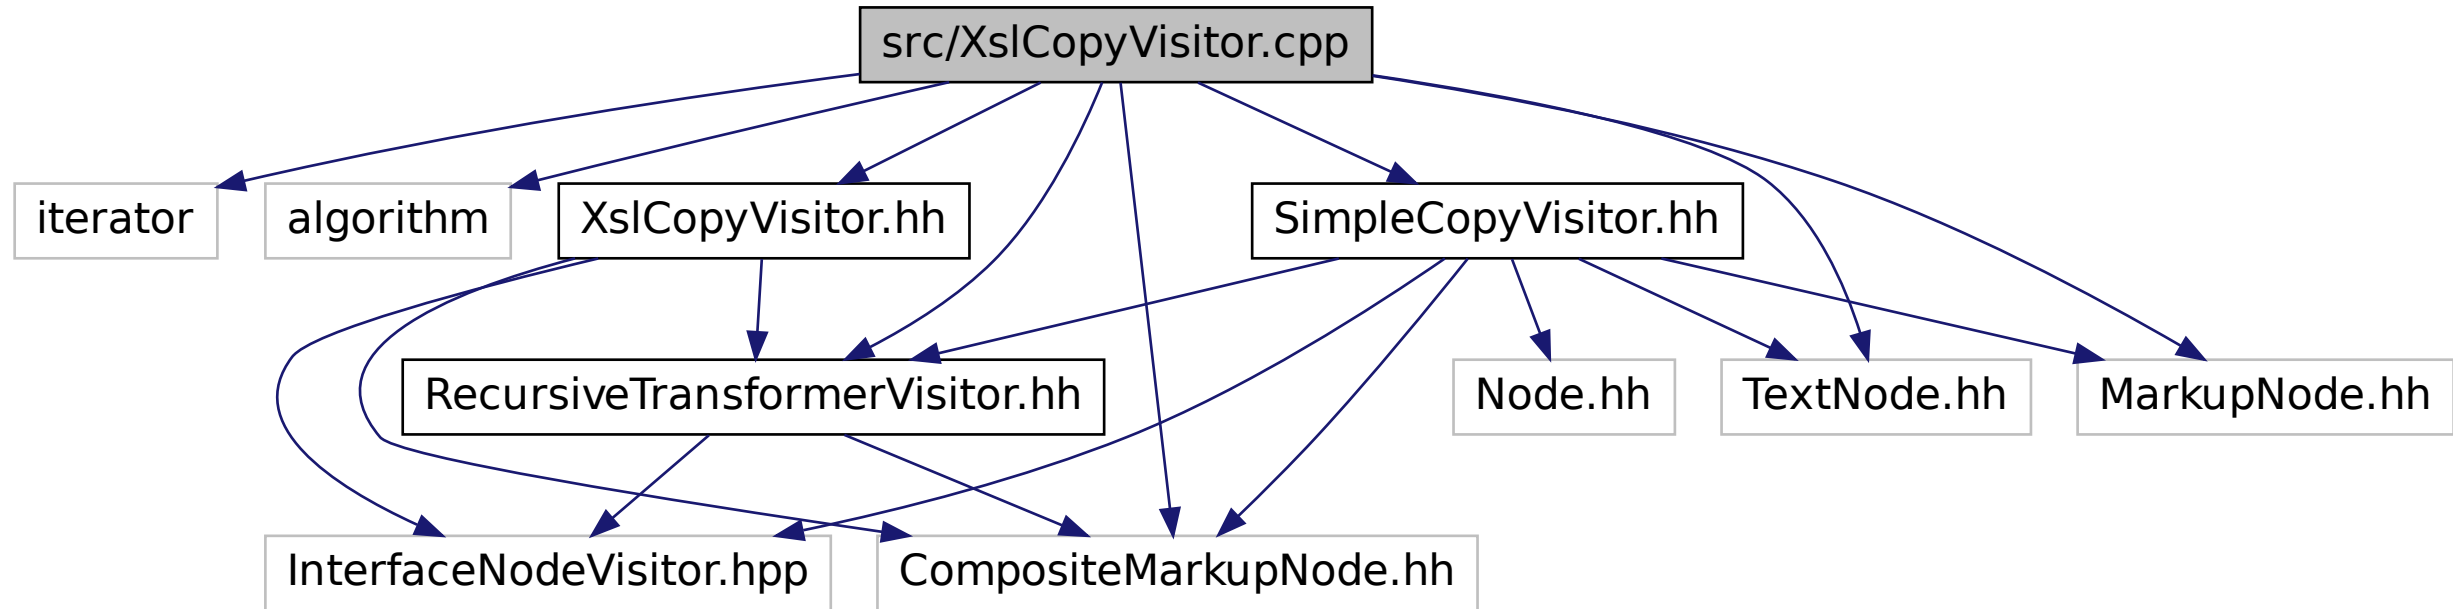 src/XslCopyVisitor.cpp
iterator
algorithm
XslCopyVisitor.hh
SimpleCopyVisitor.hh
RecursiveTransformerVisitor.hh
Node.hh
TextNode.hh
MarkupNode.hh
InterfaceNodeVisitor.hpp
CompositeMarkupNode.hh